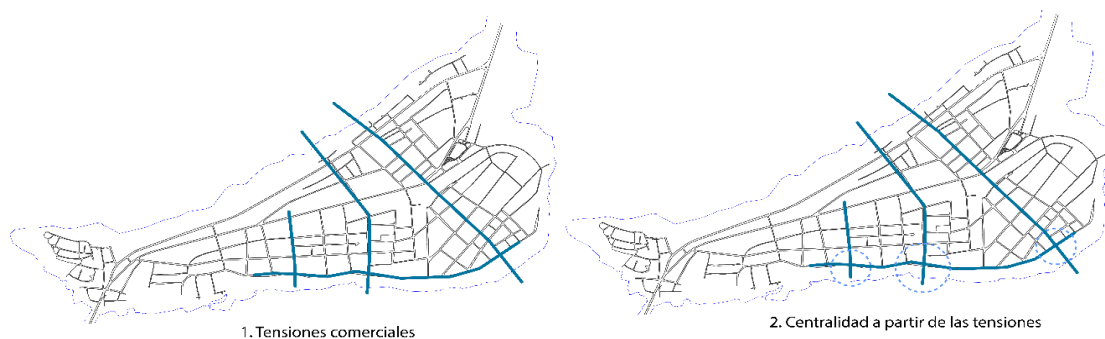 1. Tensiones comerciales
2. Centralidad a partir de las tensiones